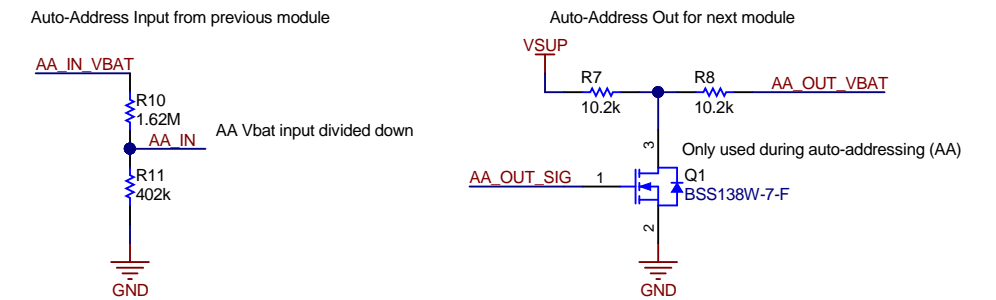 Auto-Address Input from previous module
AA_IN_VBAT
R10
1.62M
AA_IN
AA Vbat input divided down
R11
402k
GND
Auto-Address Out for next module
VSUP
R7
10.2k
R8
10.2k
AA_OUT_VBAT
3
Only used during auto-addressing (AA)
AA_OUT_SIG
1
Q1
BSS138W-7-F
2
GND